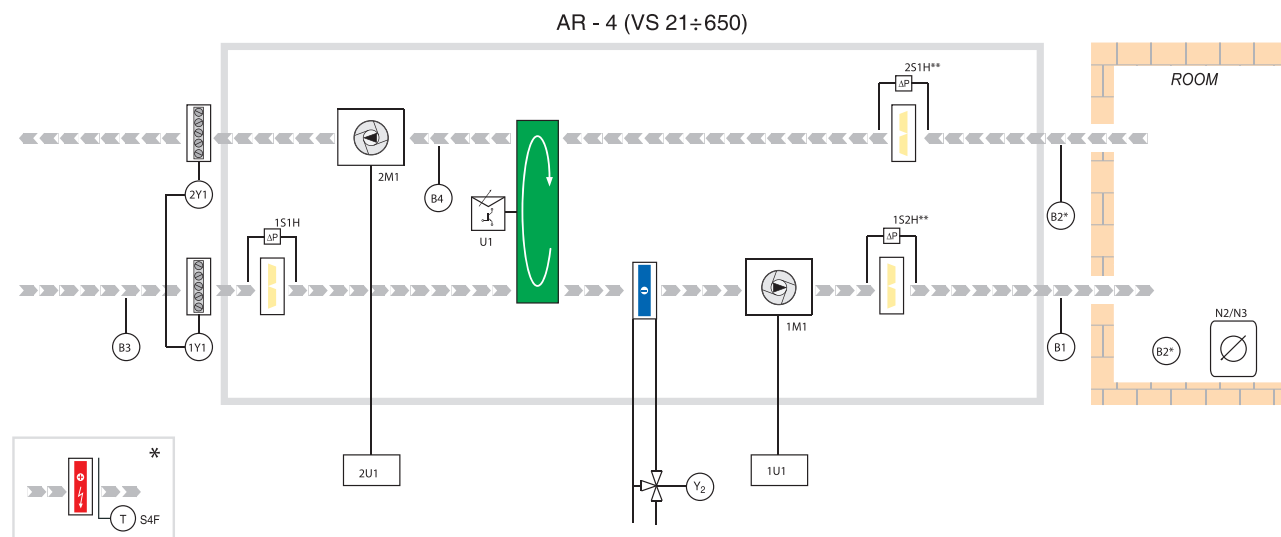 AR - 4 (VS 21÷650)
2S1H**
ΔP
ROOM
2M1
2Y1
B4
B2*
U1
1S1H
ΔP
1S2H**
ΔP
N2/N3
1M1
B3
1Y1
B1
B2*
*
2U1
1U1
Y2
T
S4F